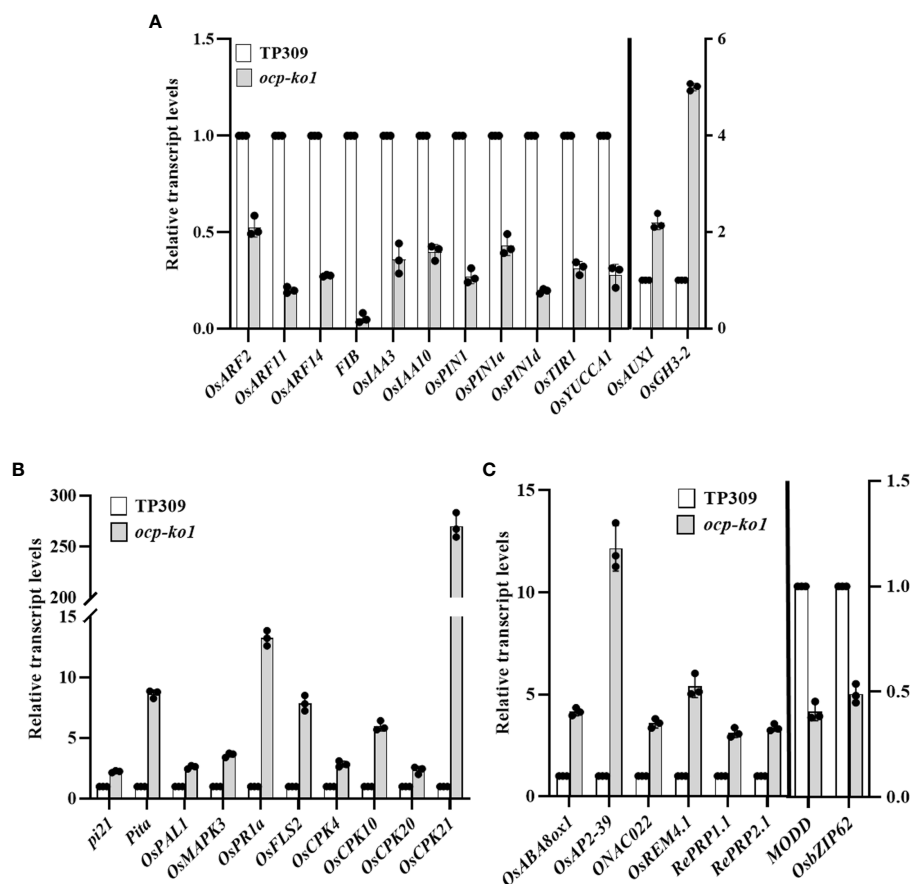 A
TP309
ocp-ko1
Relative transcript levels
1.5
1.0
0.5
0.0
6
4
2
0
OsARF2
OsARF11
OsARF14
FIB
OsIAA3
OsIAA10
OsPIN1
OsPIN1a
OsPIN1d
OsTIR1
OsYUCCA1
OsAUX1
OsGH3-2
B
TP309
ocp-ko1
Relative transcript levels
300
250
200
15
10
5
0
pi21
Pita
OsPAL1
OsMAPK3
OsPR1a
OsFLS2
OsCPK4
OsCPK10
OsCPK20
OsCPK21
C
TP309
ocp-ko1
Relative transcript levels
15
10
5
0
1.5
1.0
0.5
0.0
OsABA8ox1
OsAP2-39
ONAC022
OsREM4.1
RePRP1.1
RePRP2.1
MODD
OsbZIP62